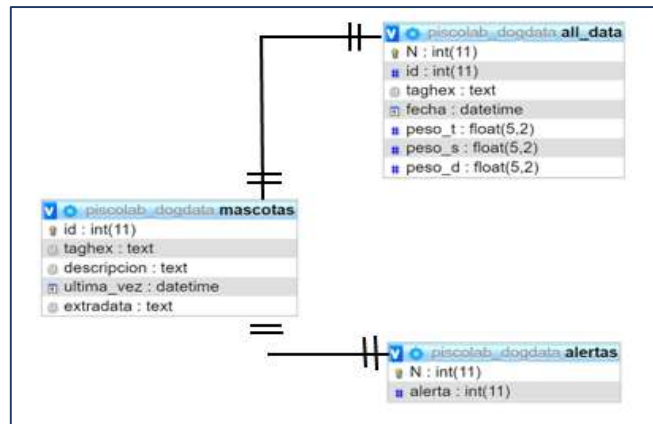 piscolab_dogdata all_data
N : int(11)
id : int(11)
taghex : text
fecha : datetime
peso_t : float(5,2)
peso_s : float(5,2)
peso_d : float(5,2)
piscolab_dogdata mascotas
id : int(11)
taghex : text
descripcion : text
ultima_vez : datetime
extradata : text
piscolab_dogdata alertas
N : int(11)
alerta : int(11)